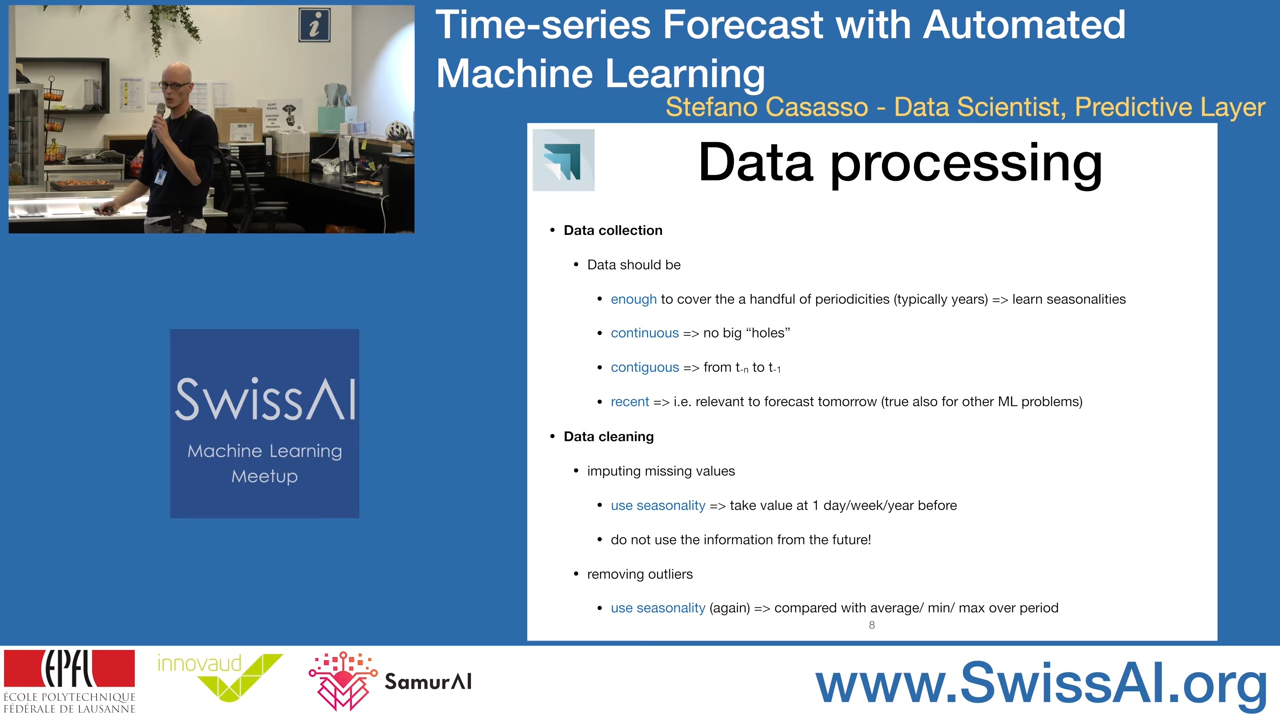 Time-series Forecast with Automated
Machine Learning
Stefano Casasso - Data Scientist, Predictive Layer
i
Data processing
• Data collection
• Data should be
• enough to cover the a handful of periodicities (typically years) => learn seasonalities
• continuous => no big “holes”
• contiguous => from t-n to t-1
• recent => i.e. relevant to forecast tomorrow (true also for other ML problems)
• Data cleaning
• imputing missing values
• use seasonality => take value at 1 day/week/year before
• do not use the information from the future!
• removing outliers
• use seasonality (again) => compared with average/ min/ max over period
8
SwissAI
Machine Learning
Meetup
EPFL
ÉCOLE POLYTECHNIQUE
FÉDÉRALE DE LAUSANNE
innovaud
SamurAI
www.SwissAI.org